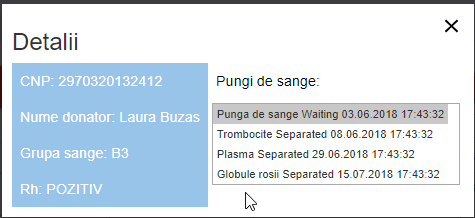 Detalii
CNP: 2970320132412
Nume donator: Laura Buzas
Grupa sange: B3
Rh: POZITIV
Pungi de sange:
Punga de sange Waiting 03.06.2018 17:43:32
Trombocite Separated 08.06.2018 17:43:32
Plasma Separated 29.06.2018 17:43:32
Globule rosii Separated 15.07.2018 17:43:32